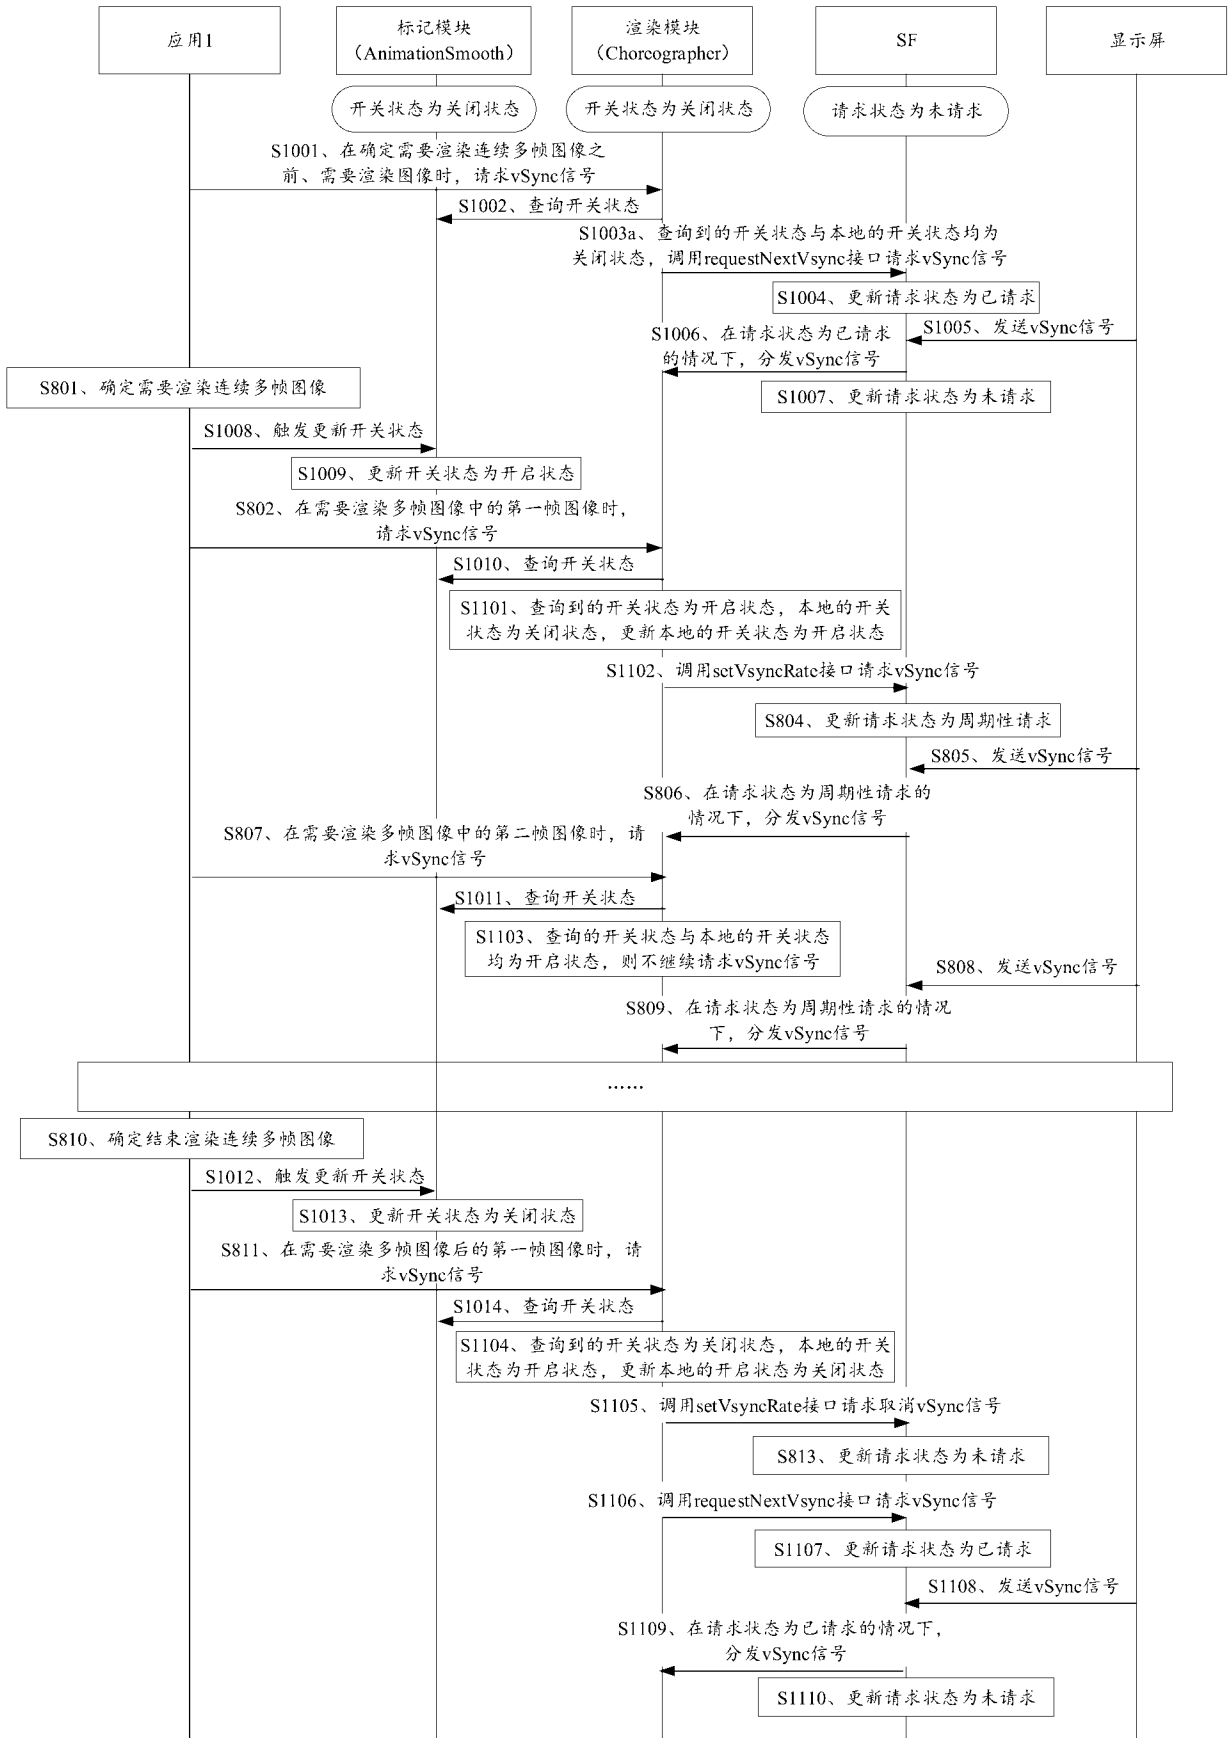 应用1
标记模块
（AnimationSmooth）
渲染模块
（Choreographer）
SF
显示屏
开关状态为关闭状态
开关状态为关闭状态
请求状态为未请求
S1001、在确定需要渲染连续多帧图像之
前、需要渲染图像时，请求vSync信号
S1002、查询开关状态
S1003a、查询到的开关状态与本地的开关状态均为
关闭状态，调用requestNextVsync接口请求vSync信号
S1004、更新请求状态为已请求
S1005、发送vSync信号
S1006、在请求状态为已请求
的情况下，分发vSync信号
S801、确定需要渲染连续多帧图像
S1007、更新请求状态为未请求
S1008、触发更新开关状态
S1009、更新开关状态为开启状态
S802、在需要渲染多帧图像中的第一帧图像时，
请求vSync信号
S1010、查询开关状态
S1101、查询到的开关状态为开启状态，本地的开关
状态为关闭状态，更新本地的开关状态为开启状态
S1102、调用setVsyncRate接口请求vSync信号
S804、更新请求状态为周期性请求
S805、发送vSync信号
S806、在请求状态为周期性请求的
情况下，分发vSync信号
S807、在需要渲染多帧图像中的第二帧图像时，请
求vSync信号
S1011、查询开关状态
S1103、查询的开关状态与本地的开关状态
均为开启状态，则不继续请求vSync信号
S808、发送vSync信号
S809、在请求状态为周期性请求的情况
下，分发vSync信号
……
S810、确定结束渲染连续多帧图像
S1012、触发更新开关状态
S1013、更新开关状态为关闭状态
S811、在需要渲染多帧图像后的第一帧图像时，请
求vSync信号
S1014、查询开关状态
S1104、查询到的开关状态为关闭状态，本地的开关
状态为开启状态，更新本地的开启状态为关闭状态
S1105、调用setVsyncRate接口请求取消vSync信号
S813、更新请求状态为未请求
S1106、调用requestNextVsync接口请求vSync信号
S1107、更新请求状态为已请求
S1108、发送vSync信号
S1109、在请求状态为已请求的情况下，
分发vSync信号
S1110、更新请求状态为未请求